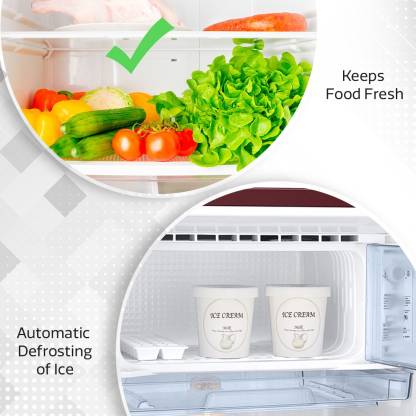 Keeps
Food Fresh
ICE CREAM
Milk
ICE CREAM
Milk
Automatic
Defrosting
of Ice